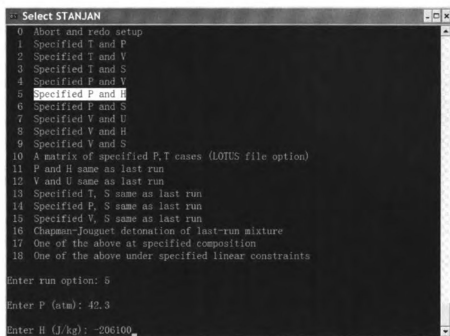 Select STANJAN
0 Abort and redo setup
1 Specified T and P
2 Specified T and V
3 Specified T and S
4 Specified P and V
5 Specified P and H
6 Specified P and S
7 Specified V and U
8 Specified V and H
9 Specified V and S
10 A matrix of specified P,T cases (LOTUS file option)
11 P and H same as last run
12 V and U same as last run
13 Specified T, S same as last run
14 Specified P, S same as last run
15 Specified V, S same as last run
16 Chapman-Jouguet detonation of last-run mixture
17 One of the above at specified composition
18 One of the above under specified linear constraints
Enter run option: 5
Enter P (atm): 42.3
Enter H (J/kg): -206100_